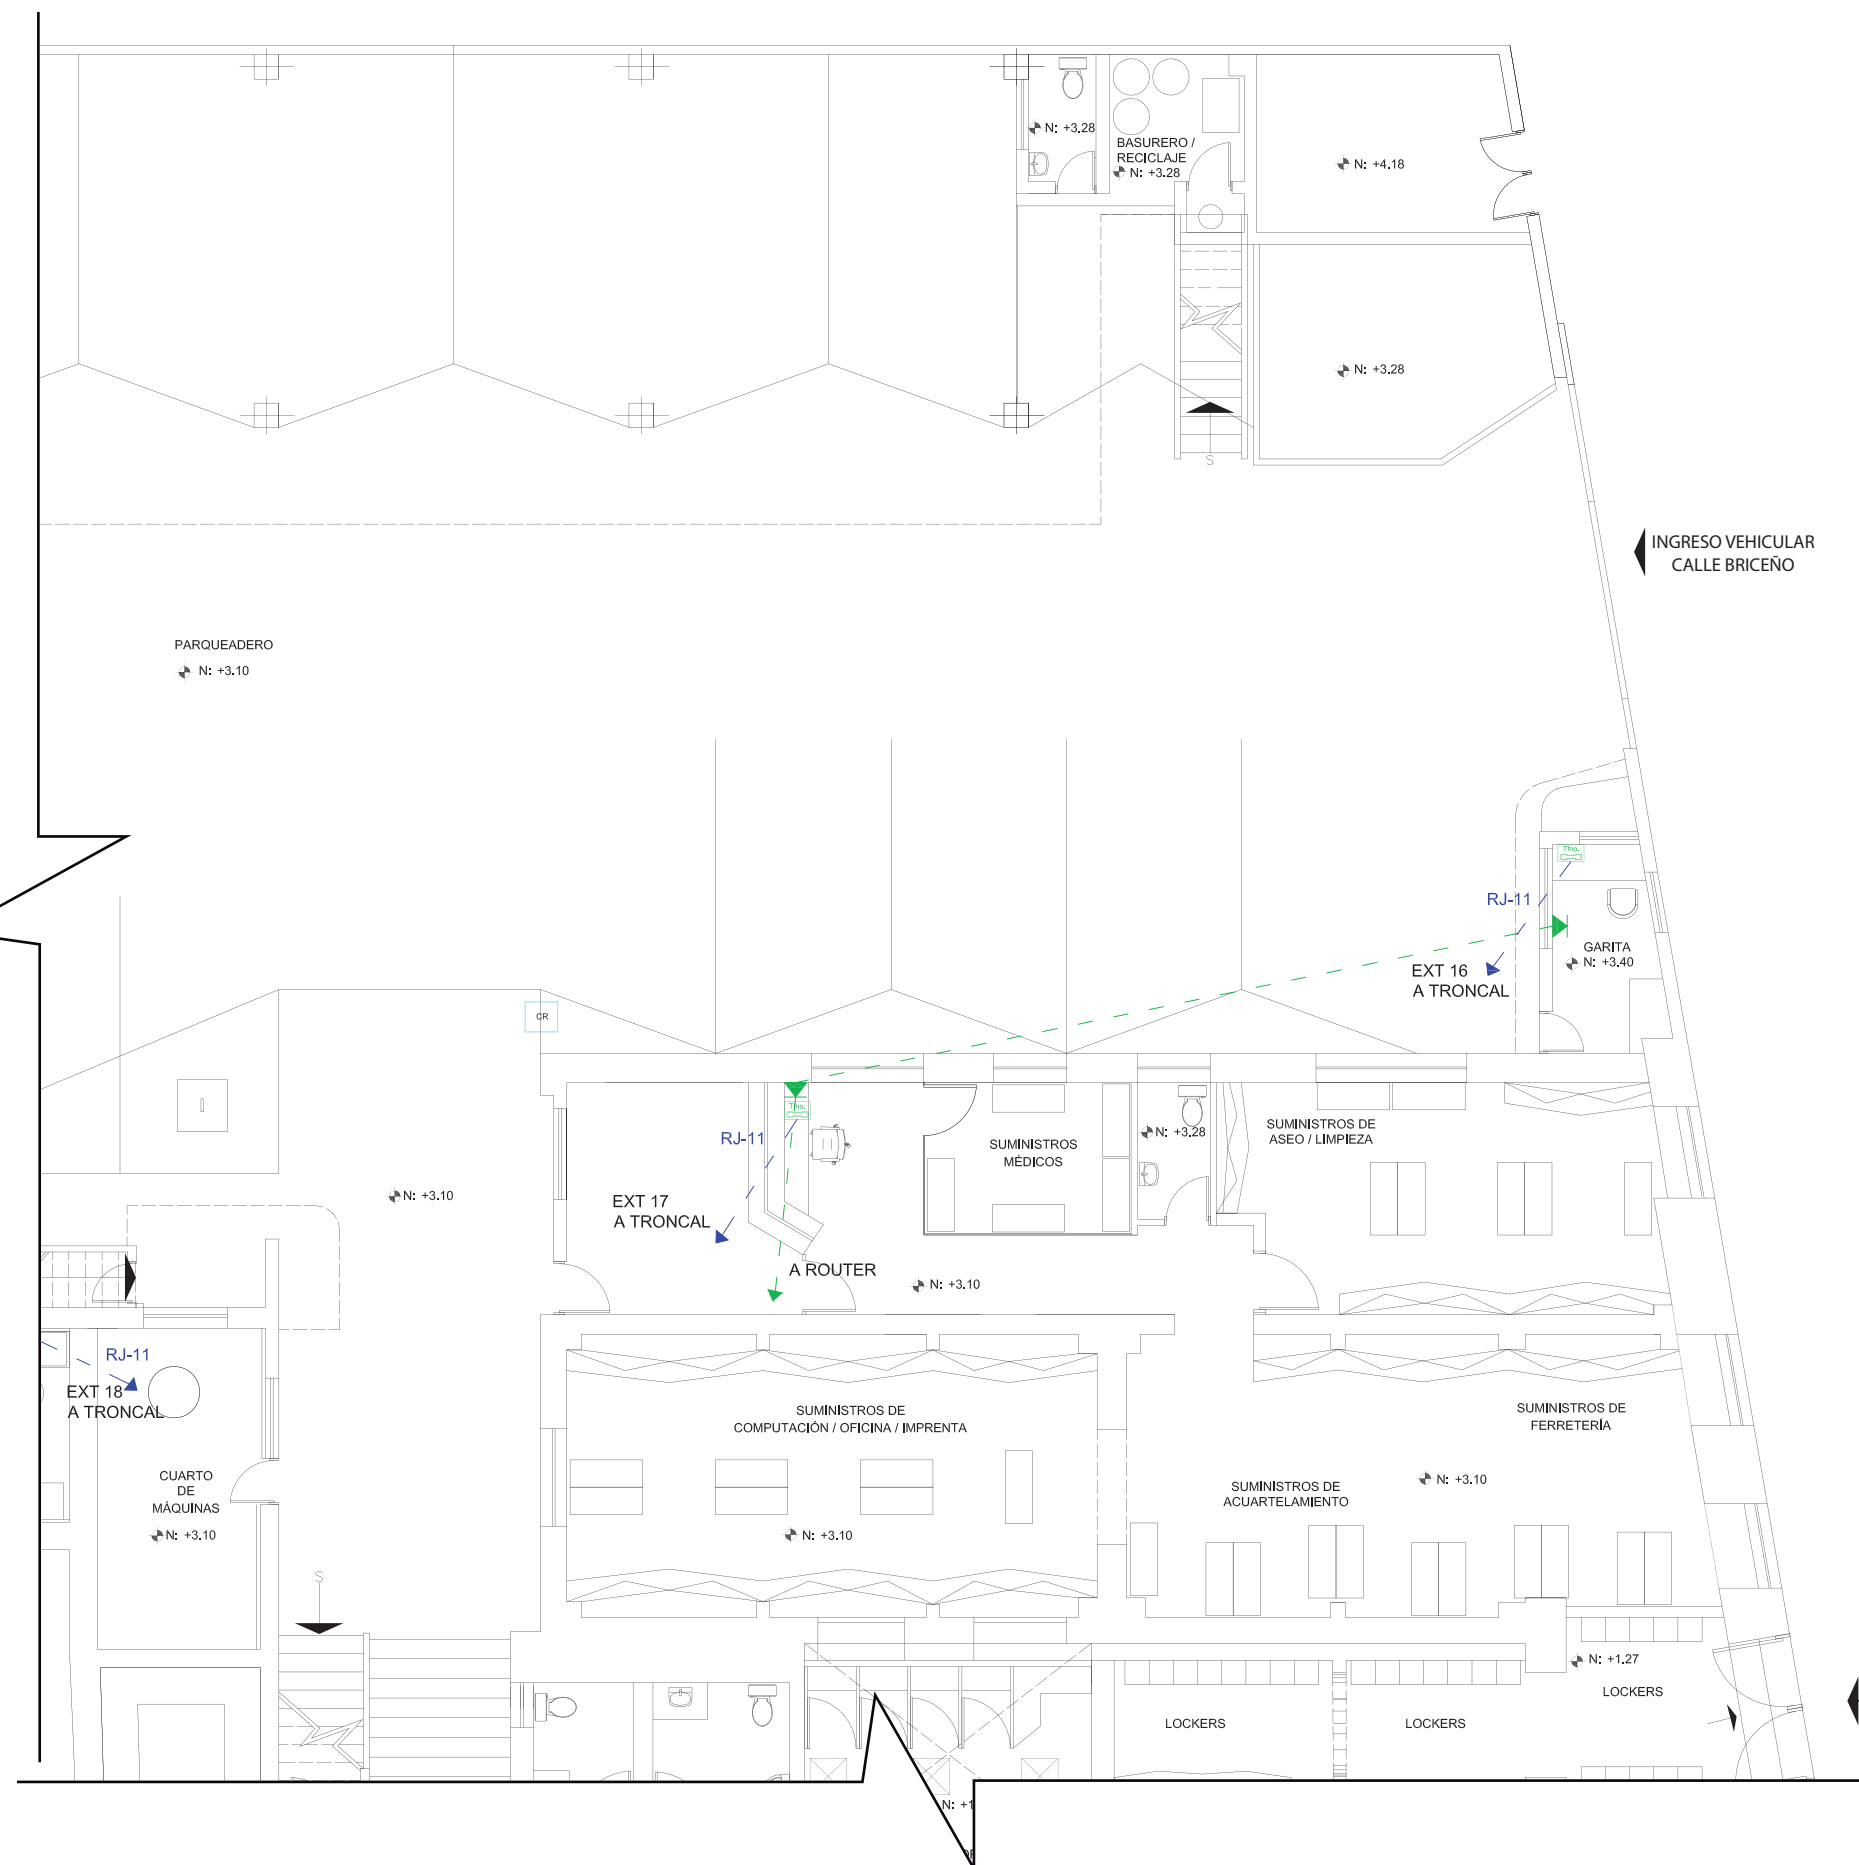 N: +3.28
BASURERO /
RECICLAJE
N: +3.28
N: +4.18
N: +3.28
S
INGRESO VEHICULAR
CALLE BRICEÑO
PARQUEADERO
N: +3.10
Tfno.
RJ-11
GARITA
N: +3.40
EXT 16
A TRONCAL
CR
Tfno.
RJ-11
SUMINISTROS
MÉDICOS
N: +3.28
SUMINISTROS DE
ASEO / LIMPIEZA
N: +3.10
EXT 17
A TRONCAL
A ROUTER
N: +3.10
RJ-11
EXT 18
A TRONCAL
SUMINISTROS DE
COMPUTACIÓN / OFICINA / IMPRENTA
SUMINISTROS DE
FERRETERÍA
CUARTO
DE
MÁQUINAS
N: +3.10
N: +3.10
SUMINISTROS DE
ACUARTELAMIENTO
N: +3.10
S
N: +1.27
LOCKERS
LOCKERS
LOCKERS
N: +1